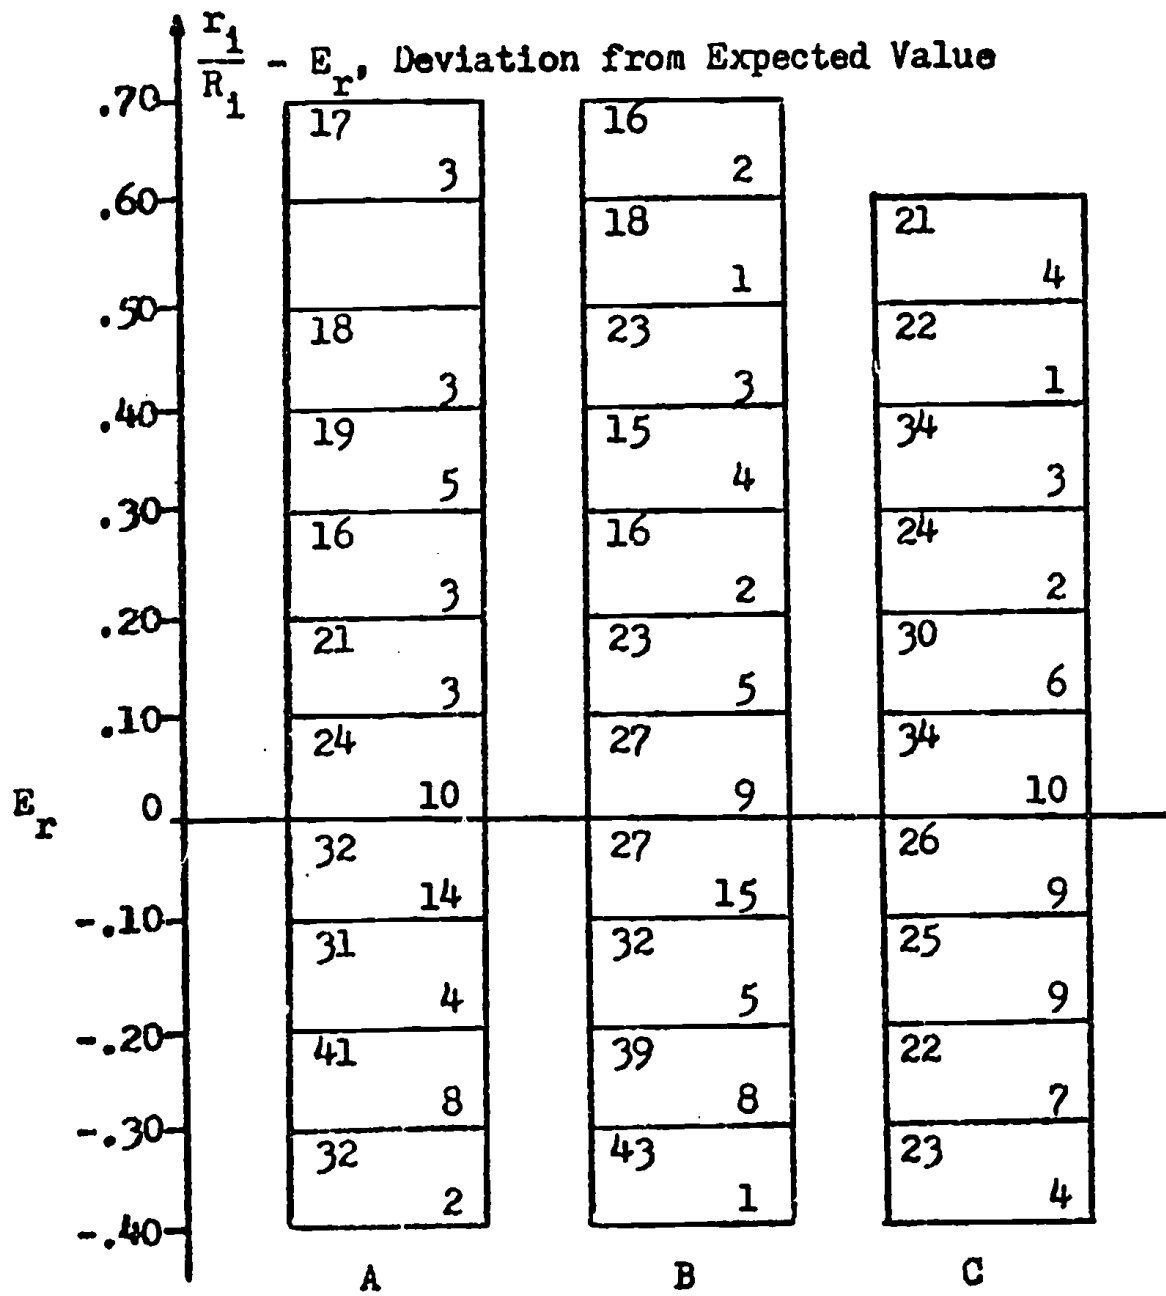 r_i/R_i - E_r, Deviation from Expected Value
.70
17 16
3 2
.60
18 21
1 4
.50
18 23 22
3 3 1
.40
19 15 34
5 4 3
.30
16 16 24
3 2 2
.20
21 23 30
3 5 6
.10
24 27 34
10 9 10
E_r 0
32 27 26
14 15 9
-.10
31 32 25
4 5 9
-.20
41 39 22
8 8 7
-.30
32 43 23
2 1 4
-.40
A B C